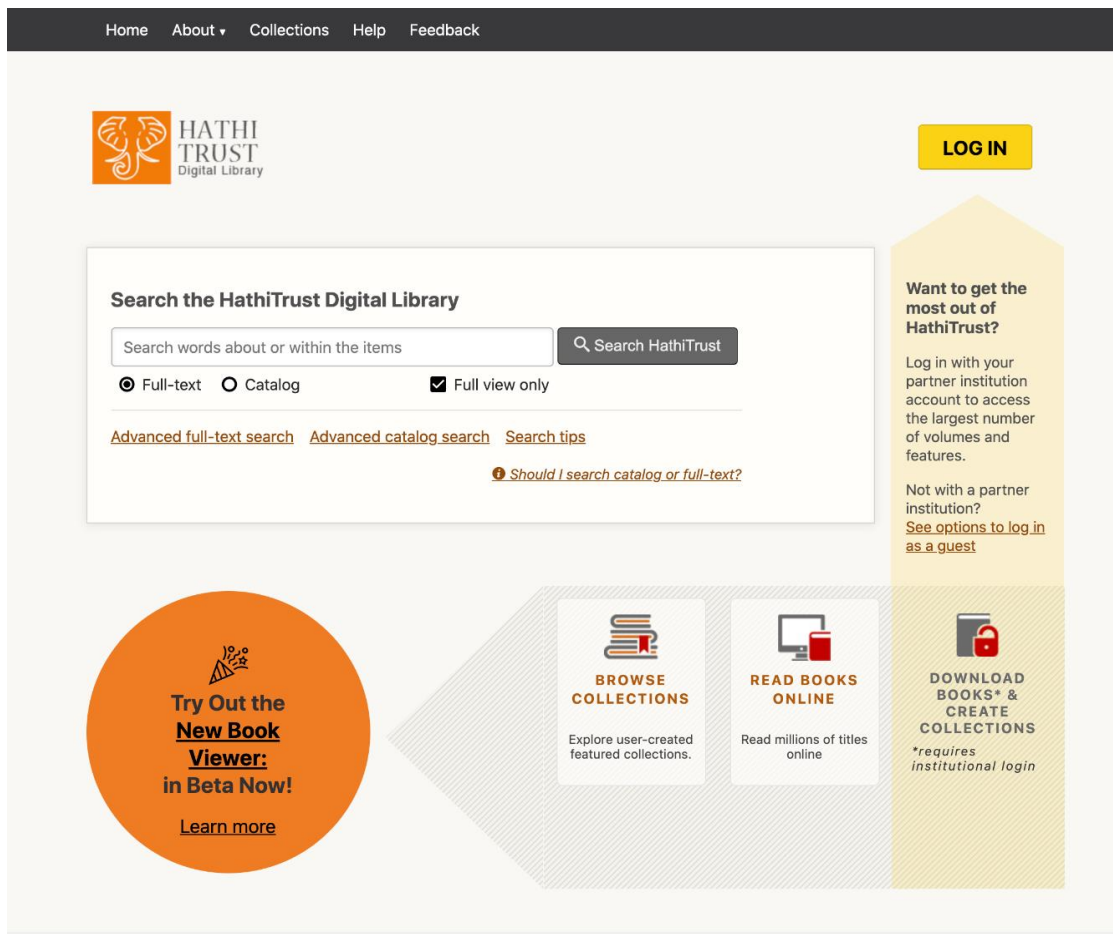 Home About ▾ Collections Help Feedback
HATHI
TRUST
Digital Library
LOG IN
Search the HathiTrust Digital Library
Search words about or within the items
Search HathiTrust
Full-text Catalog Full view only
Advanced full-text search Advanced catalog search Search tips
Should I search catalog or full-text?
Want to get the
most out of
HathiTrust?
Log in with your
partner institution
account to access
the largest number
of volumes and
features.
Not with a partner
institution?
See options to log in
as a guest
Try Out the
New Book
Viewer:
in Beta Now!
Learn more
BROWSE
COLLECTIONS
Explore user-created
featured collections.
READ BOOKS
ONLINE
Read millions of titles
online
DOWNLOAD
BOOKS* &
CREATE
COLLECTIONS
*requires
institutional login